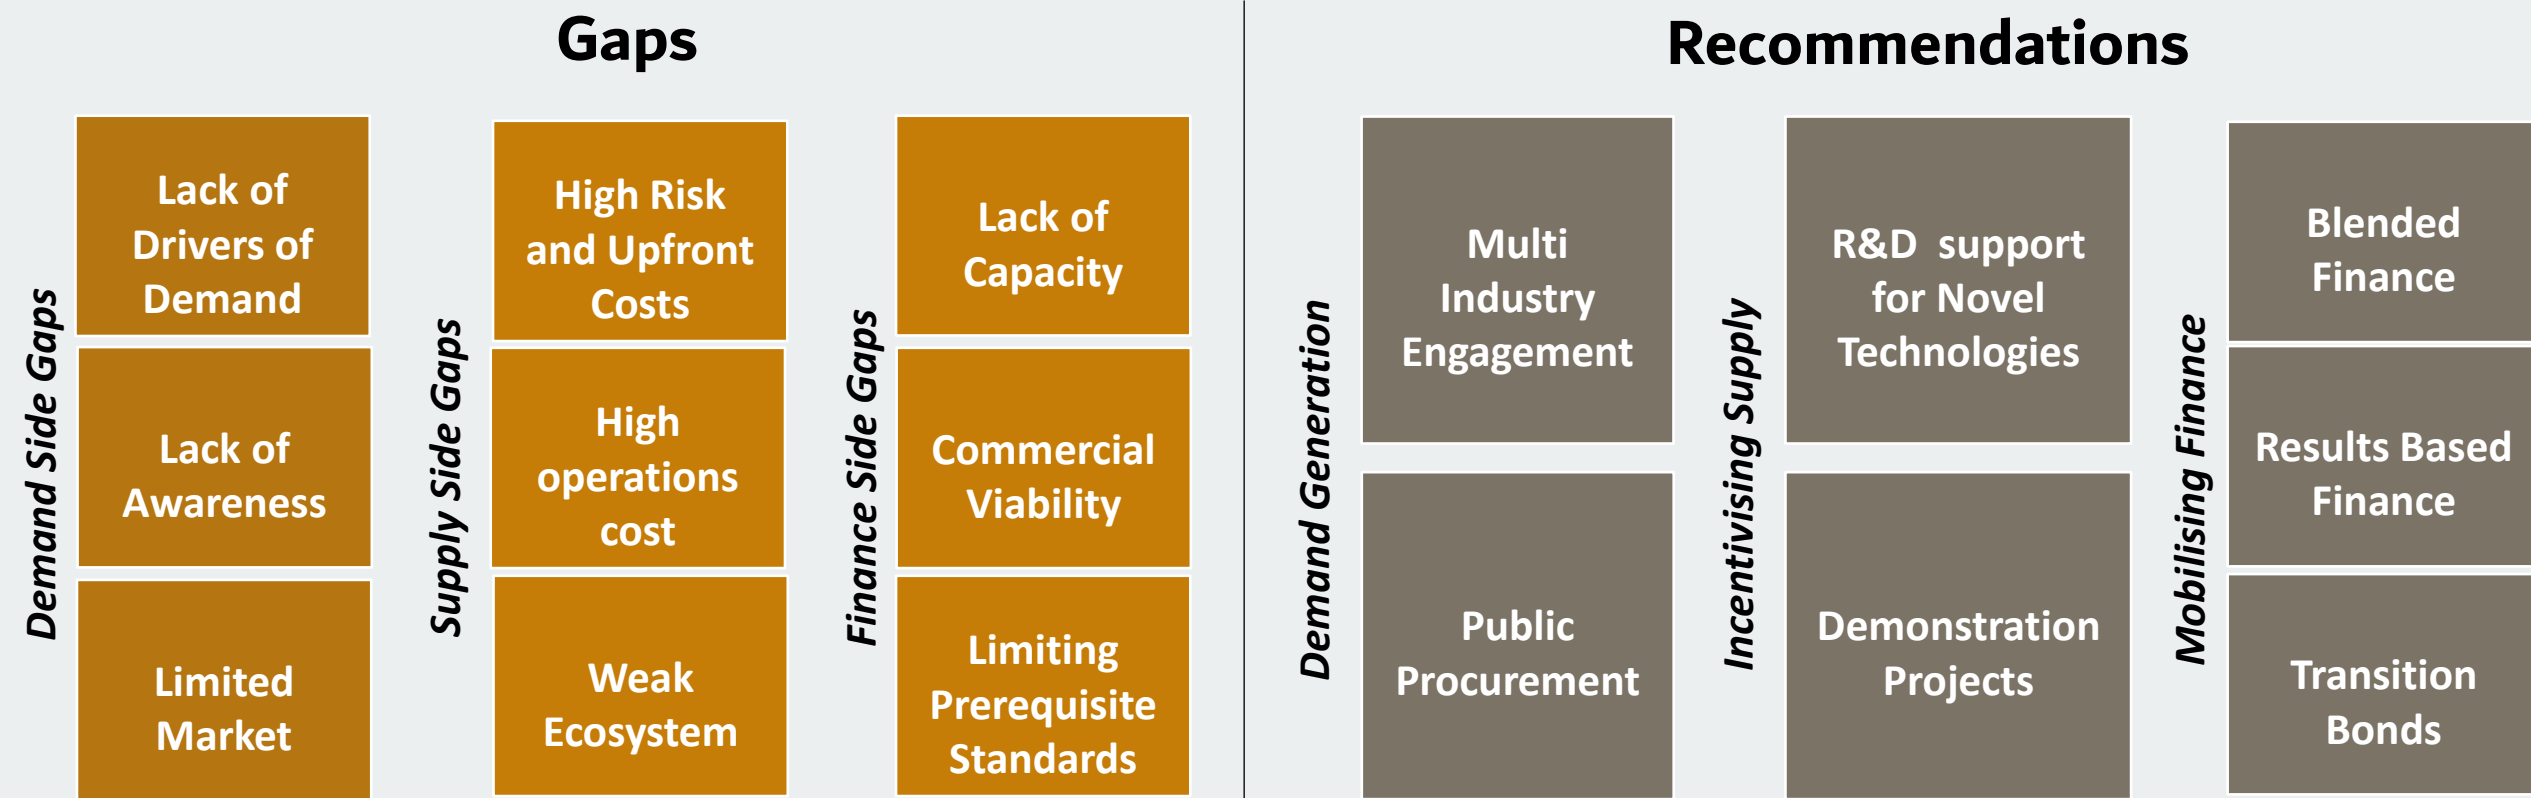 Gaps
Demand Side Gaps
Lack of
Drivers of
Demand
Lack of
Awareness
Limited
Market
Supply Side Gaps
High Risk
and Upfront
Costs
High
operations
cost
Weak
Ecosystem
Finance Side Gaps
Lack of
Capacity
Commercial
Viability
Limiting
Prerequisite
Standards
Recommendations
Demand Generation
Multi
Industry
Engagement
Public
Procurement
Incentivising Supply
R&D support
for Novel
Technologies
Demonstration
Projects
Mobilising Finance
Blended
Finance
Results Based
Finance
Transition
Bonds